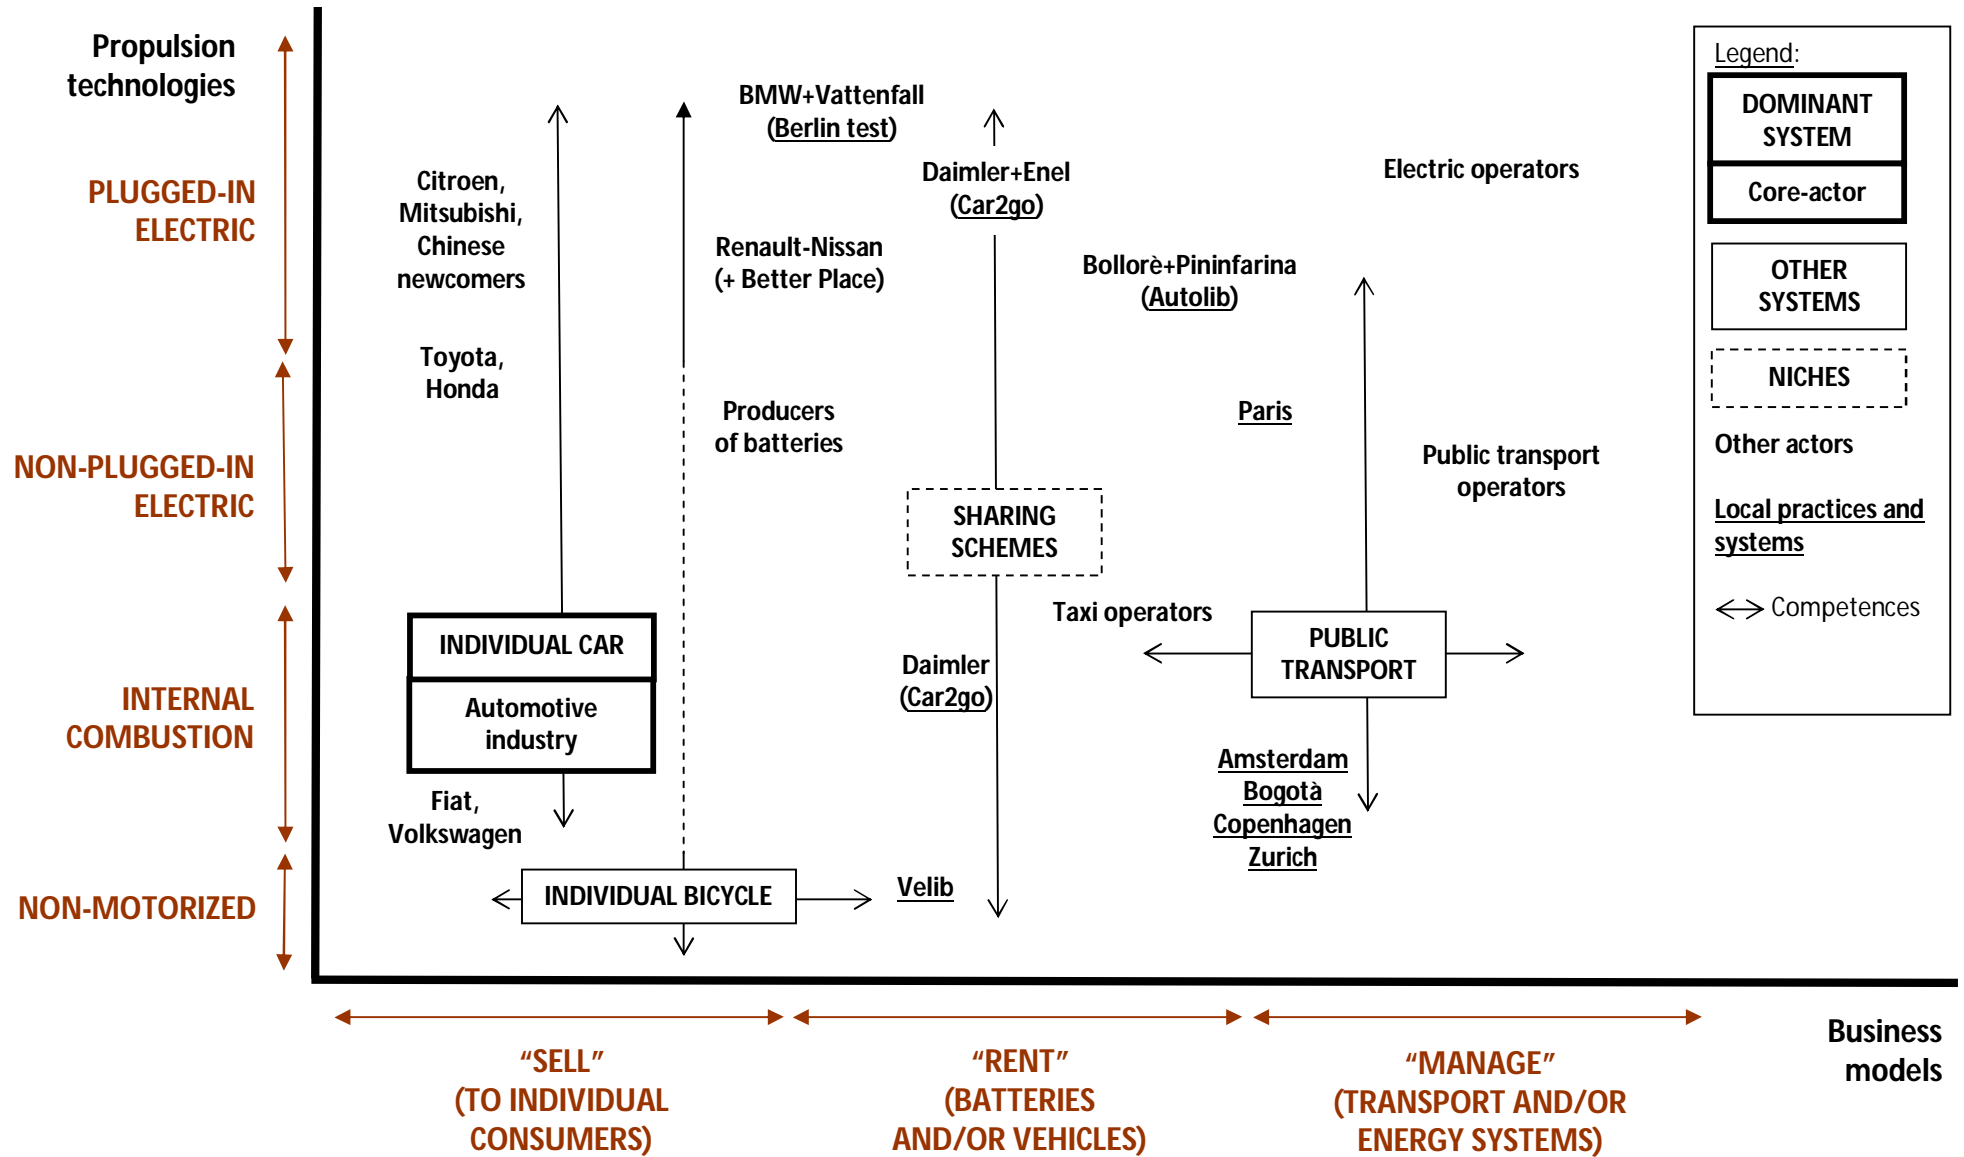 Propulsion
technologies
PLUGGED-IN
ELECTRIC
NON-PLUGGED-IN
ELECTRIC
INTERNAL
COMBUSTION
NON-MOTORIZED
Citroen,
Mitsubishi,
Chinese
newcomers
Toyota,
Honda
INDIVIDUAL CAR
Automotive
industry
Fiat,
Volkswagen
BMW+Vattenfall
(Berlin test)
Renault-Nissan
(+ Better Place)
Producers
of batteries
INDIVIDUAL BICYCLE
Velib
Daimler+Enel
(Car2go)
SHARING
SCHEMES
Daimler
(Car2go)
Bollorè+Pininfarina
(Autolib)
Paris
Taxi operators
Electric operators
Public transport
operators
PUBLIC
TRANSPORT
Amsterdam
Bogotà
Copenhagen
Zurich
Legend:
DOMINANT
SYSTEM
Core-actor
OTHER
SYSTEMS
NICHES
Other actors
Local practices and
systems
Competences
“SELL”
(TO INDIVIDUAL
CONSUMERS)
“RENT”
(BATTERIES
AND/OR VEHICLES)
“MANAGE”
(TRANSPORT AND/OR
ENERGY SYSTEMS)
Business
models